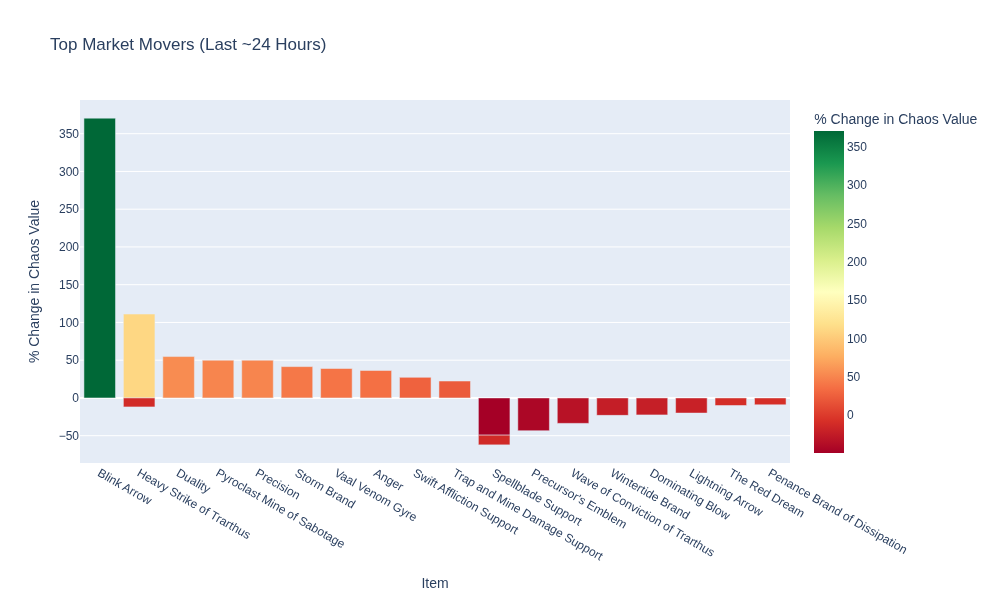 Top Market Movers (Last ~24 Hours)
% Change in Chaos Value
350
300
250
200
150
100
50
0
−50
% Change in Chaos Value
350
300
250
200
150
100
50
0
Blink Arrow
Heavy Strike of Trarthus
Duality
Pyroclast Mine of Sabotage
Precision
Storm Brand
Vaal Venom Gyre
Anger
Swift Affliction Support
Trap and Mine Damage Support
Spellblade Support
Precursor's Emblem
Wave of Conviction of Trarthus
Wintertide Brand
Dominating Blow
Lightning Arrow
The Red Dream
Penance Brand of Dissipation
Item